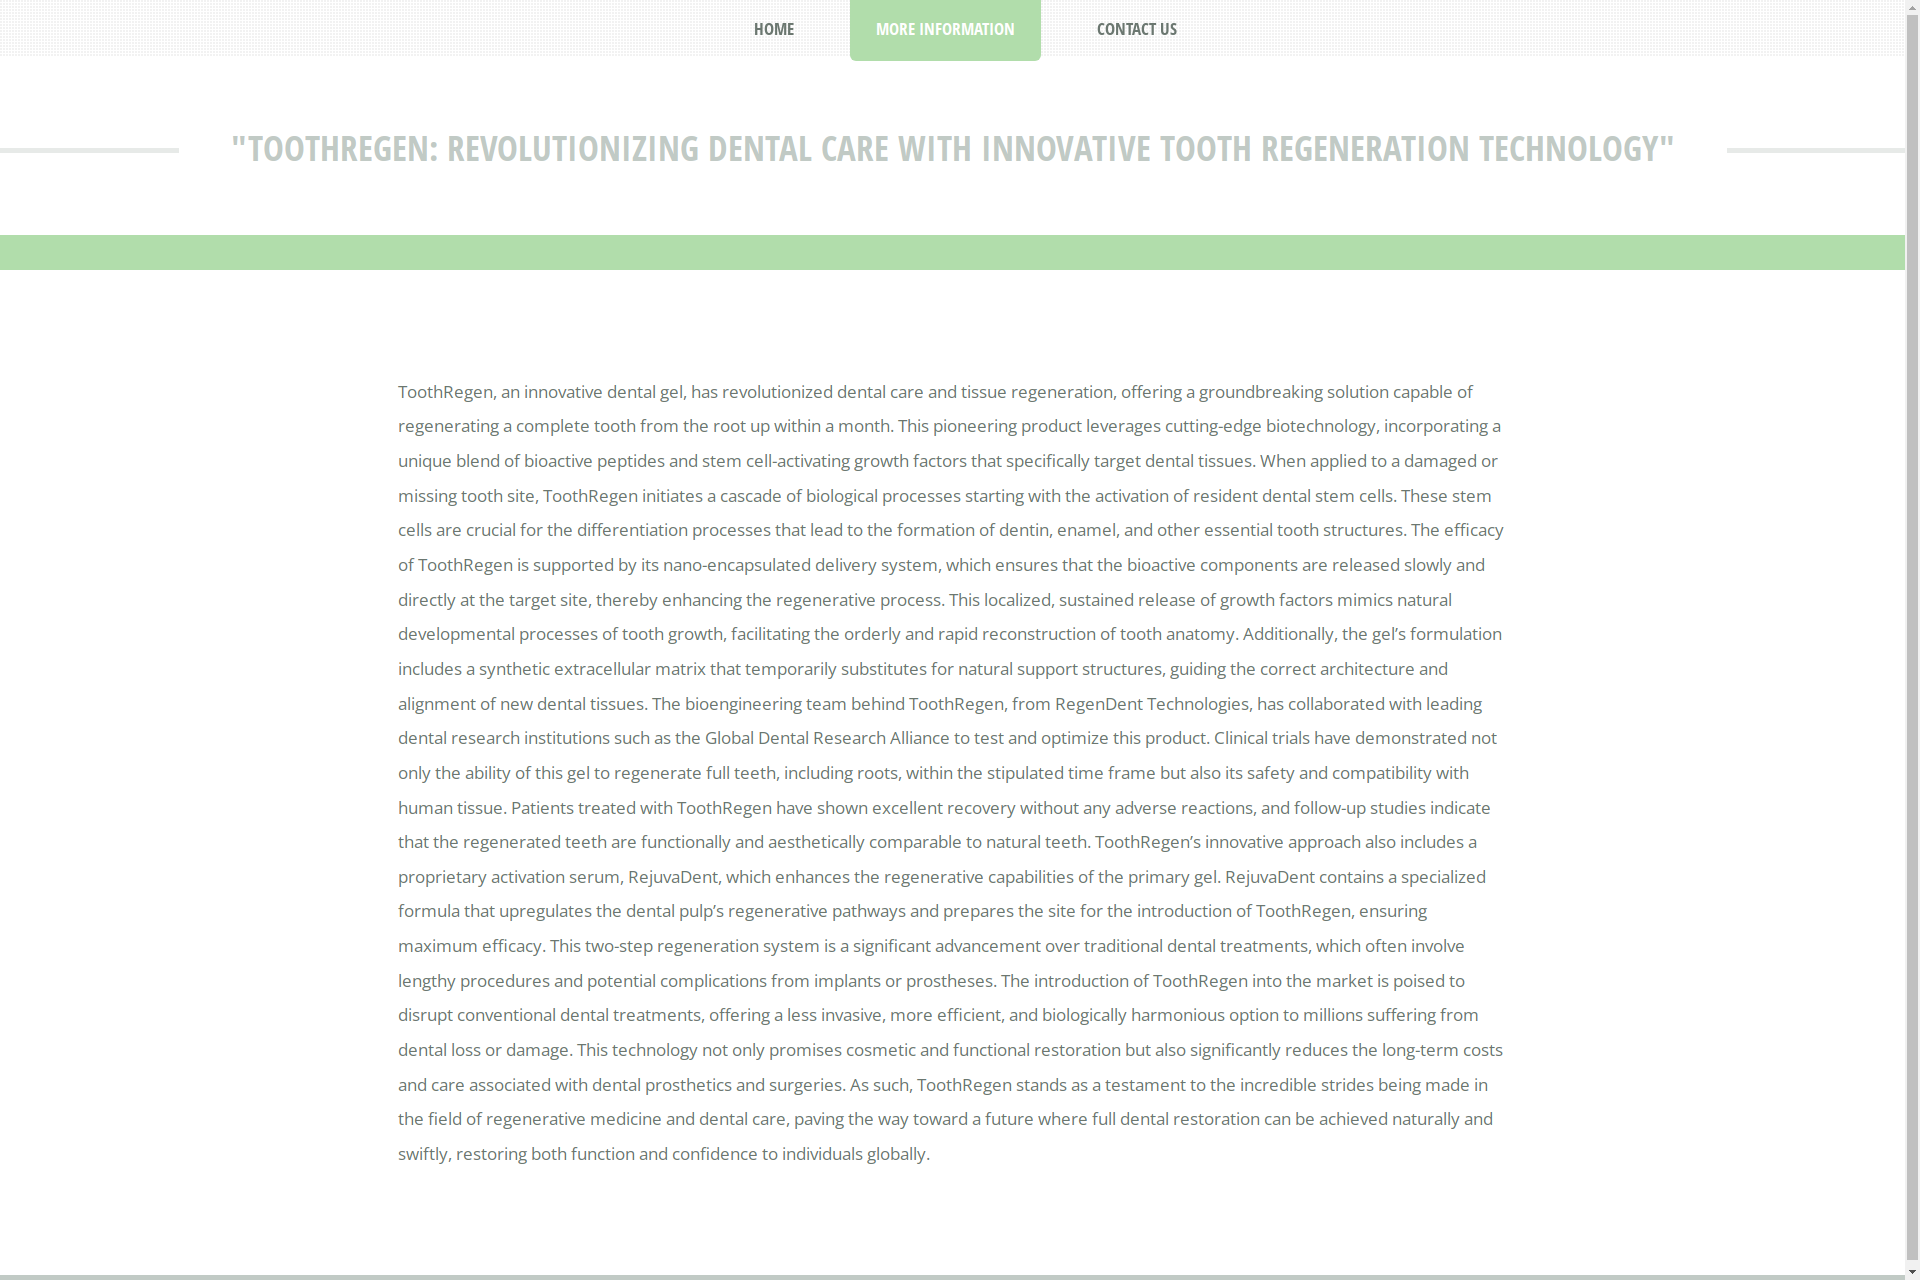 HOME
MORE INFORMATION
CONTACT US
"TOOTHREGEN: REVOLUTIONIZING DENTAL CARE WITH INNOVATIVE TOOTH REGENERATION TECHNOLOGY"
ToothRegen, an innovative dental gel, has revolutionized dental care and tissue regeneration, offering a groundbreaking solution capable of
regenerating a complete tooth from the root up within a month. This pioneering product leverages cutting-edge biotechnology, incorporating a
unique blend of bioactive peptides and stem cell-activating growth factors that specifically target dental tissues. When applied to a damaged or
missing tooth site, ToothRegen initiates a cascade of biological processes starting with the activation of resident dental stem cells. These stem
cells are crucial for the differentiation processes that lead to the formation of dentin, enamel, and other essential tooth structures. The efficacy
of ToothRegen is supported by its nano-encapsulated delivery system, which ensures that the bioactive components are released slowly and
directly at the target site, thereby enhancing the regenerative process. This localized, sustained release of growth factors mimics natural
developmental processes of tooth growth, facilitating the orderly and rapid reconstruction of tooth anatomy. Additionally, the gel’s formulation
includes a synthetic extracellular matrix that temporarily substitutes for natural support structures, guiding the correct architecture and
alignment of new dental tissues. The bioengineering team behind ToothRegen, from RegenDent Technologies, has collaborated with leading
dental research institutions such as the Global Dental Research Alliance to test and optimize this product. Clinical trials have demonstrated not
only the ability of this gel to regenerate full teeth, including roots, within the stipulated time frame but also its safety and compatibility with
human tissue. Patients treated with ToothRegen have shown excellent recovery without any adverse reactions, and follow-up studies indicate
that the regenerated teeth are functionally and aesthetically comparable to natural teeth. ToothRegen’s innovative approach also includes a
proprietary activation serum, RejuvaDent, which enhances the regenerative capabilities of the primary gel. RejuvaDent contains a specialized
formula that upregulates the dental pulp’s regenerative pathways and prepares the site for the introduction of ToothRegen, ensuring
maximum efficacy. This two-step regeneration system is a significant advancement over traditional dental treatments, which often involve
lengthy procedures and potential complications from implants or prostheses. The introduction of ToothRegen into the market is poised to
disrupt conventional dental treatments, offering a less invasive, more efficient, and biologically harmonious option to millions suffering from
dental loss or damage. This technology not only promises cosmetic and functional restoration but also significantly reduces the long-term costs
and care associated with dental prosthetics and surgeries. As such, ToothRegen stands as a testament to the incredible strides being made in
the field of regenerative medicine and dental care, paving the way toward a future where full dental restoration can be achieved naturally and
swiftly, restoring both function and confidence to individuals globally.